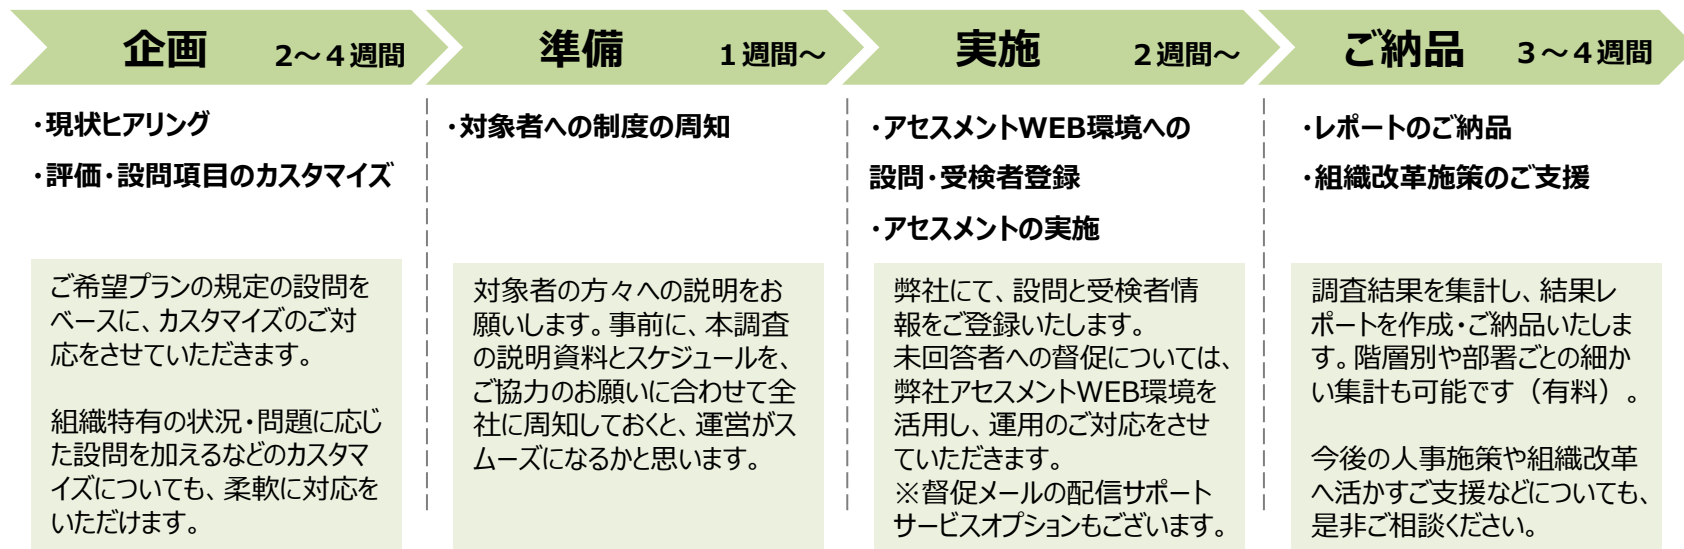 企画 2～４週間
・現状ヒアリング
・評価・設問項目のカスタマイズ
ご希望プランの規定の設問を
ベースに、カスタマイズのご対
応をさせていただきます。
組織特有の状況・問題に応じ
た設問を加えるなどのカスタマ
イズについても、柔軟に対応を
いただけます。
準備 １週間～
・対象者への制度の周知
対象者の方々への説明をお
願いします。事前に、本調査
の説明資料とスケジュールを、
ご協力のお願いに合わせて全
社に周知しておくと、運営がス
ムーズになるかと思います。
実施 ２週間～
・アセスメントWEB環境への
設問・受検者登録
・アセスメントの実施
弊社にて、設問と受検者情
報をご登録いたします。
未回答者への督促については、
弊社アセスメントWEB環境を
活用し、運用のご対応をさせ
ていただきます。
※督促メールの配信サポート
サービスオプションもございます。
ご納品 ３～４週間
・レポートのご納品
・組織改革施策のご支援
調査結果を集計し、結果レ
ポートを作成・ご納品いたしま
す。階層別や部署ごとの細か
い集計も可能です（有料）。
今後の人事施策や組織改革
へ活かすご支援などについても、
是非ご相談ください。